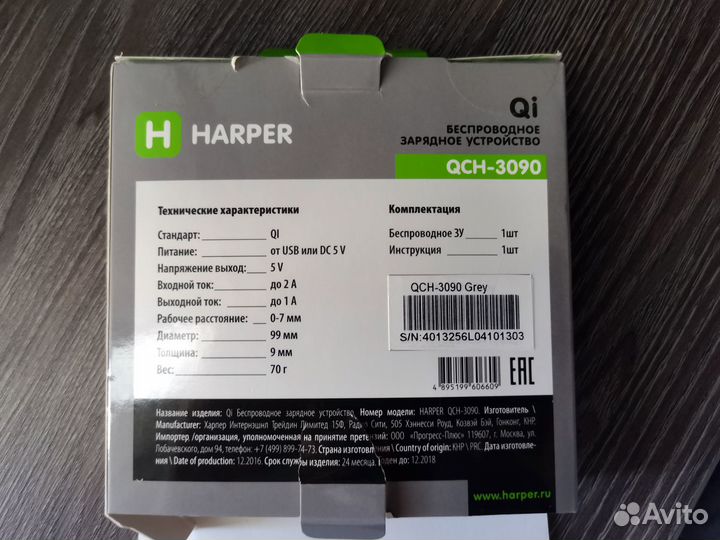 HARPER
Qi
БЕСПРОВОДНОЕ
ЗАРЯДНОЕ УСТРОЙСТВО
QCH-3090
Технические характеристики
Стандарт: QI
Питание: от USB или DC 5 V
Напряжение выход: 5 V
Входной ток: до 2 А
Выходной ток: до 1 А
Рабочее расстояние: 0-7 мм
Диаметр: 99 мм
Толщина: 9 мм
Вес: 70 г
Комплектация
Беспроводное ЗУ 1шт
Инструкция 1шт
QCH-3090 Grey
S/N:4013256L04101303
4 895199 606609
EAC
Название изделия: Qi Беспроводное зарядное устройство. Номер модели: HARPER QCH-3090. Изготовитель \
Manufacturer: Харпер Интернэшнл Трейдин Лимитед 15Ф, Радио Сити, 505 Хэннесси Роуд, Козвэй Бэй, Гонконг, КНР.
Импортер /организация, уполномоченная на принятие претензий: ООО «Прогресс-Плюс» 119607, г. Москва, ул.
Лобачевского, дом 94, телефон: +7 (499) 899-74-73. Страна изготовления \ Country of origin: КНР \ PRC. Дата изготовле-
ния \ Date of production: 12.2016. Срок службы изделия: 24 месяца. Годен до: 12.2018.
www.harper.ru
Avito